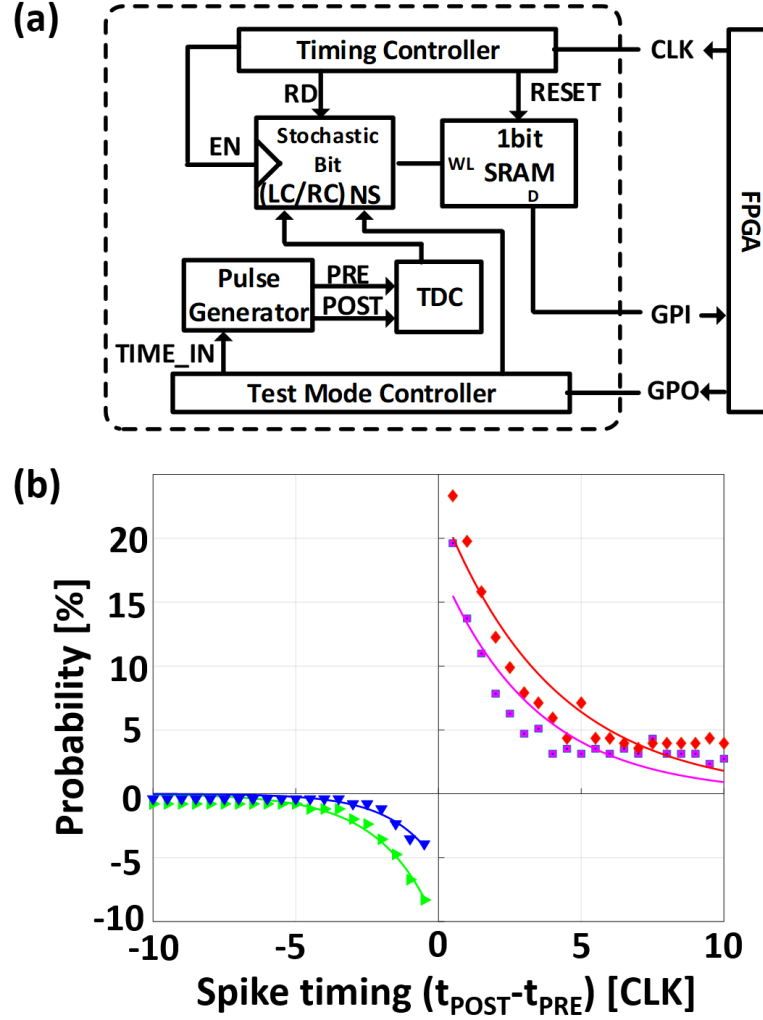 (a)
Timing Controller
CLK
RD
RESET
EN
Stochastic
Bit
(LC/RC) NS
WL
1bit
SRAM
D
FPGA
Pulse
Generator
PRE
POST
TDC
GPI
TIME_IN
Test Mode Controller
GPO
(b)
Probability [%]
20
15
10
5
0
-5
-10
-10
-5
0
5
10
Spike timing (tPOST-tPRE) [CLK]